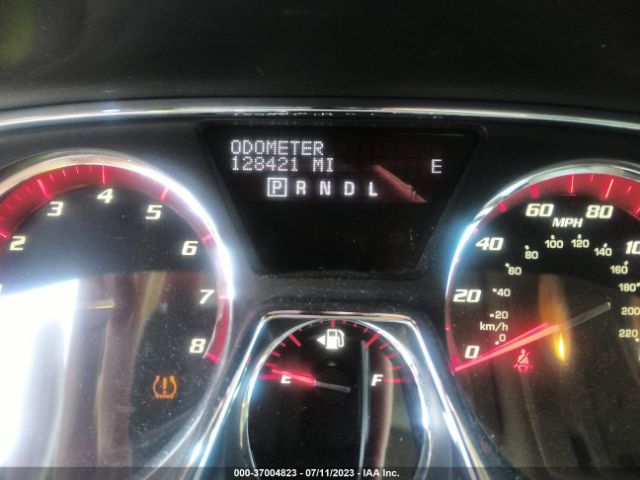 ODOMETER
128421 MI E
P R N D L
2 3 4 5 6 7 8
0 20 40 60 80
MPH
20 40 60 80 100 120 140 160 180 200 220
km/h
0
E F
000-37004823 - 07/11/2023 - IAA Inc.